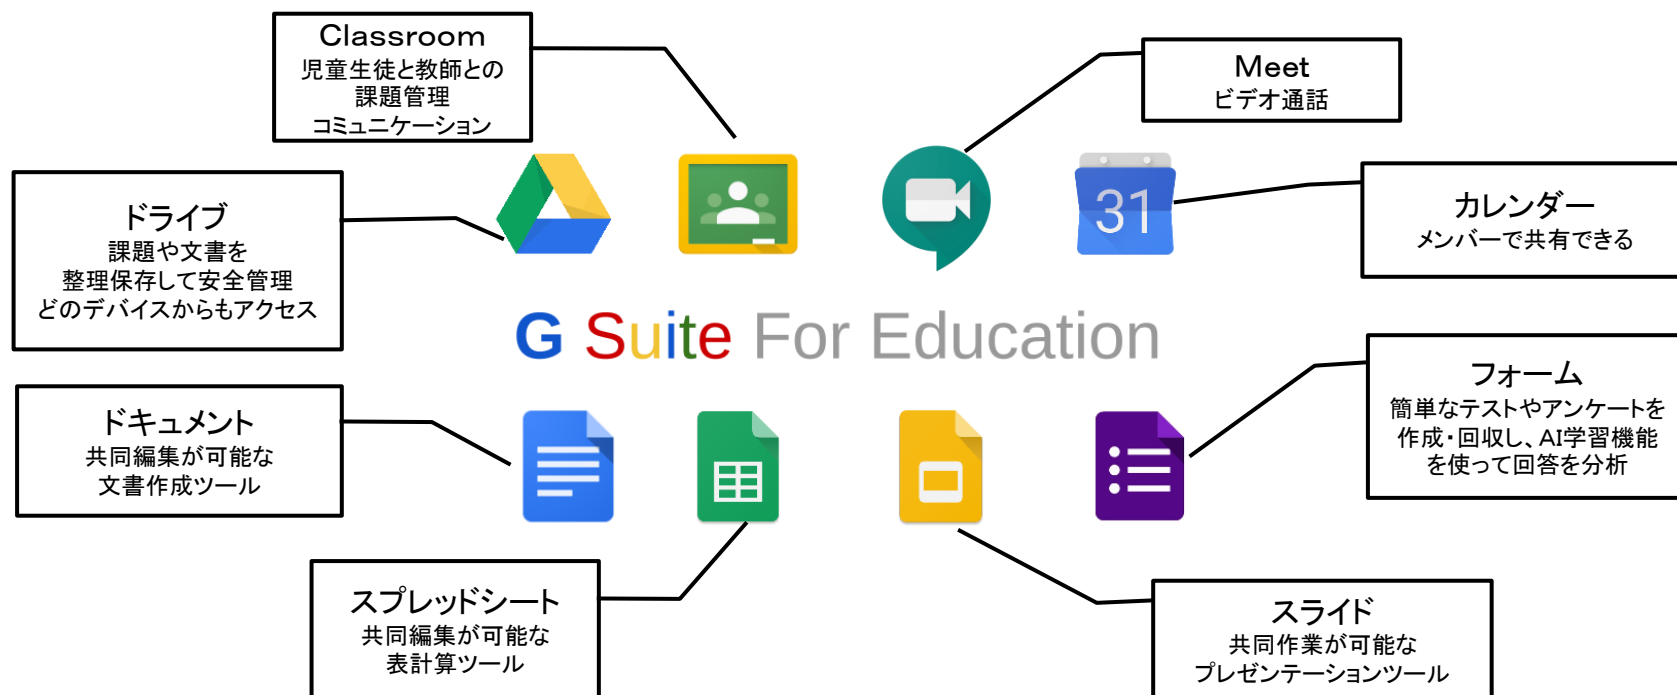 Classroom
児童生徒と教師との
課題管理
コミュニケーション
Meet
ビデオ通話
ドライブ
課題や文書を
整理保存して安全管理
どのデバイスからもアクセス
31
カレンダー
メンバーで共有できる
G Suite For Education
ドキュメント
共同編集が可能な
文書作成ツール
フォーム
簡単なテストやアンケートを
作成・回収し、AI学習機能
を使って回答を分析
スプレッドシート
共同編集が可能な
表計算ツール
スライド
共同作業が可能な
プレゼンテーションツール